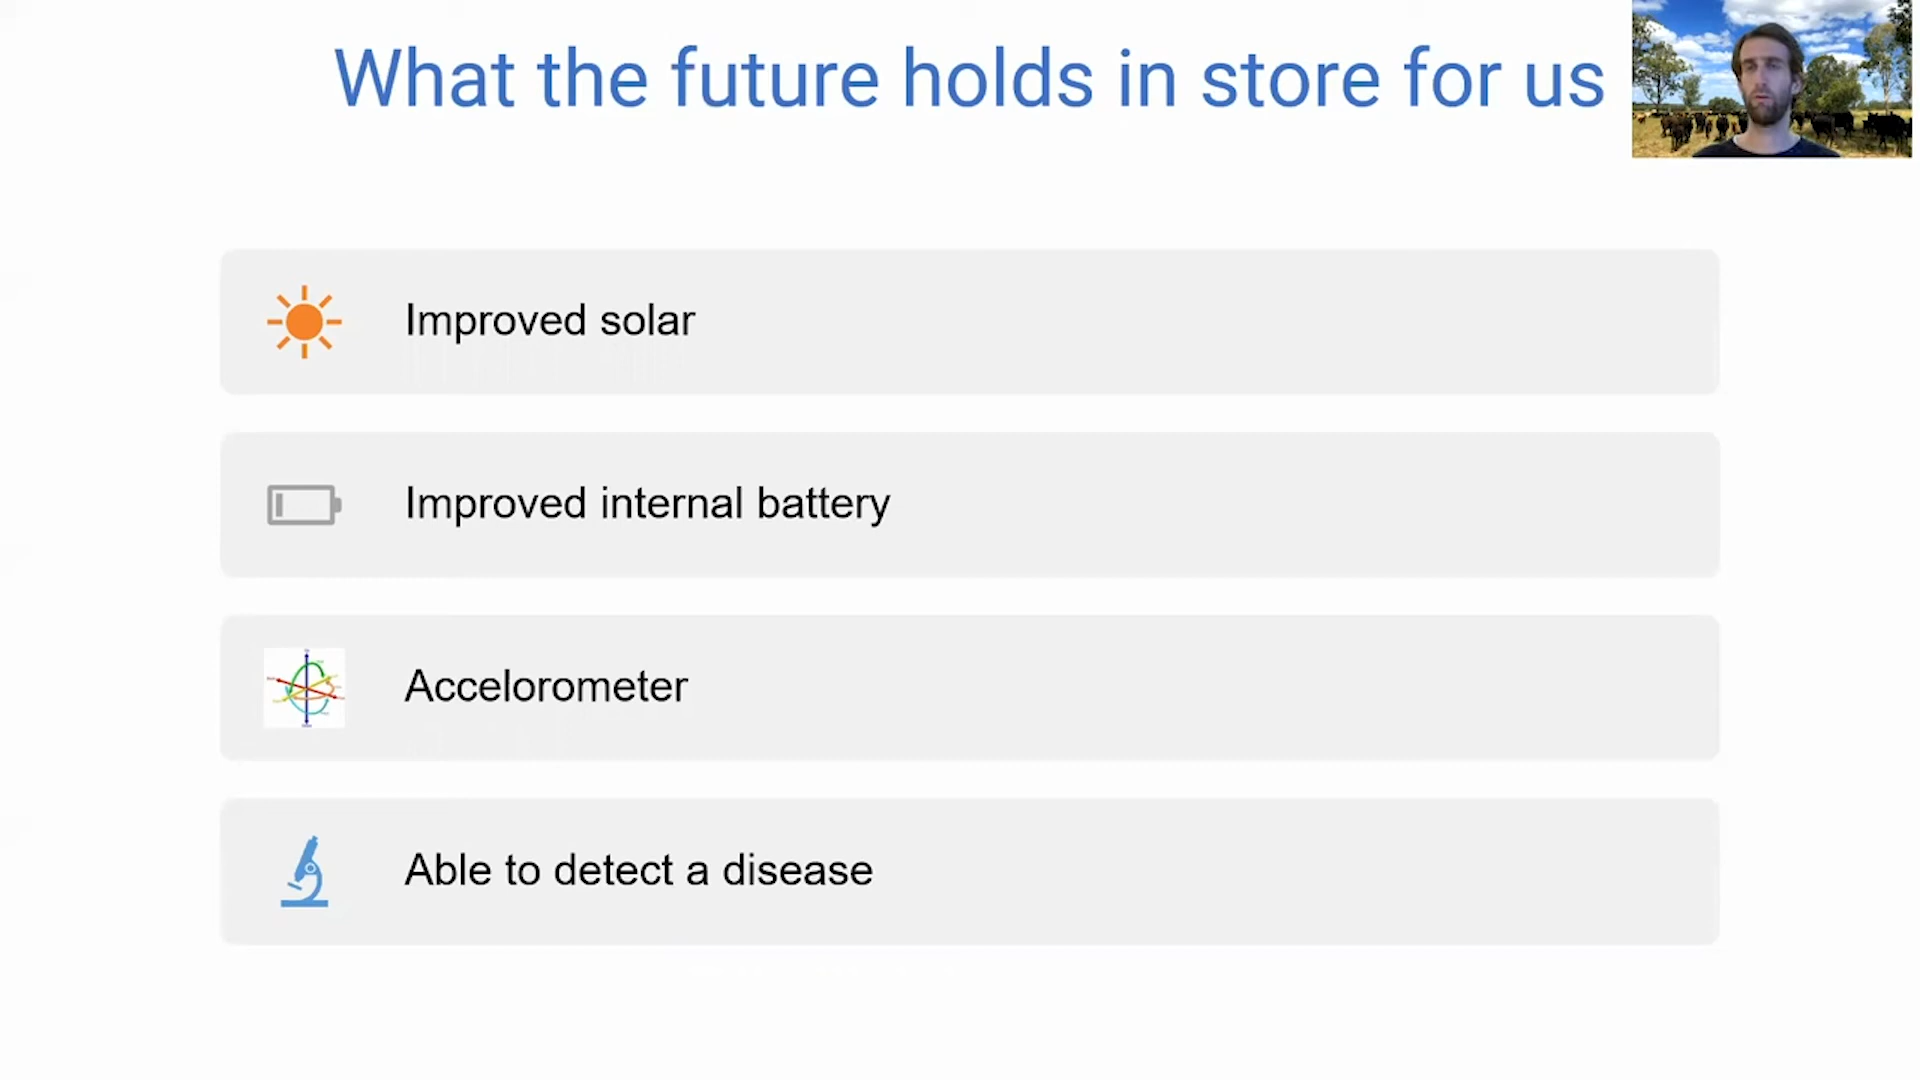 What the future holds in store for us
Improved solar
Improved internal battery
Accelorometer
Able to detect a disease